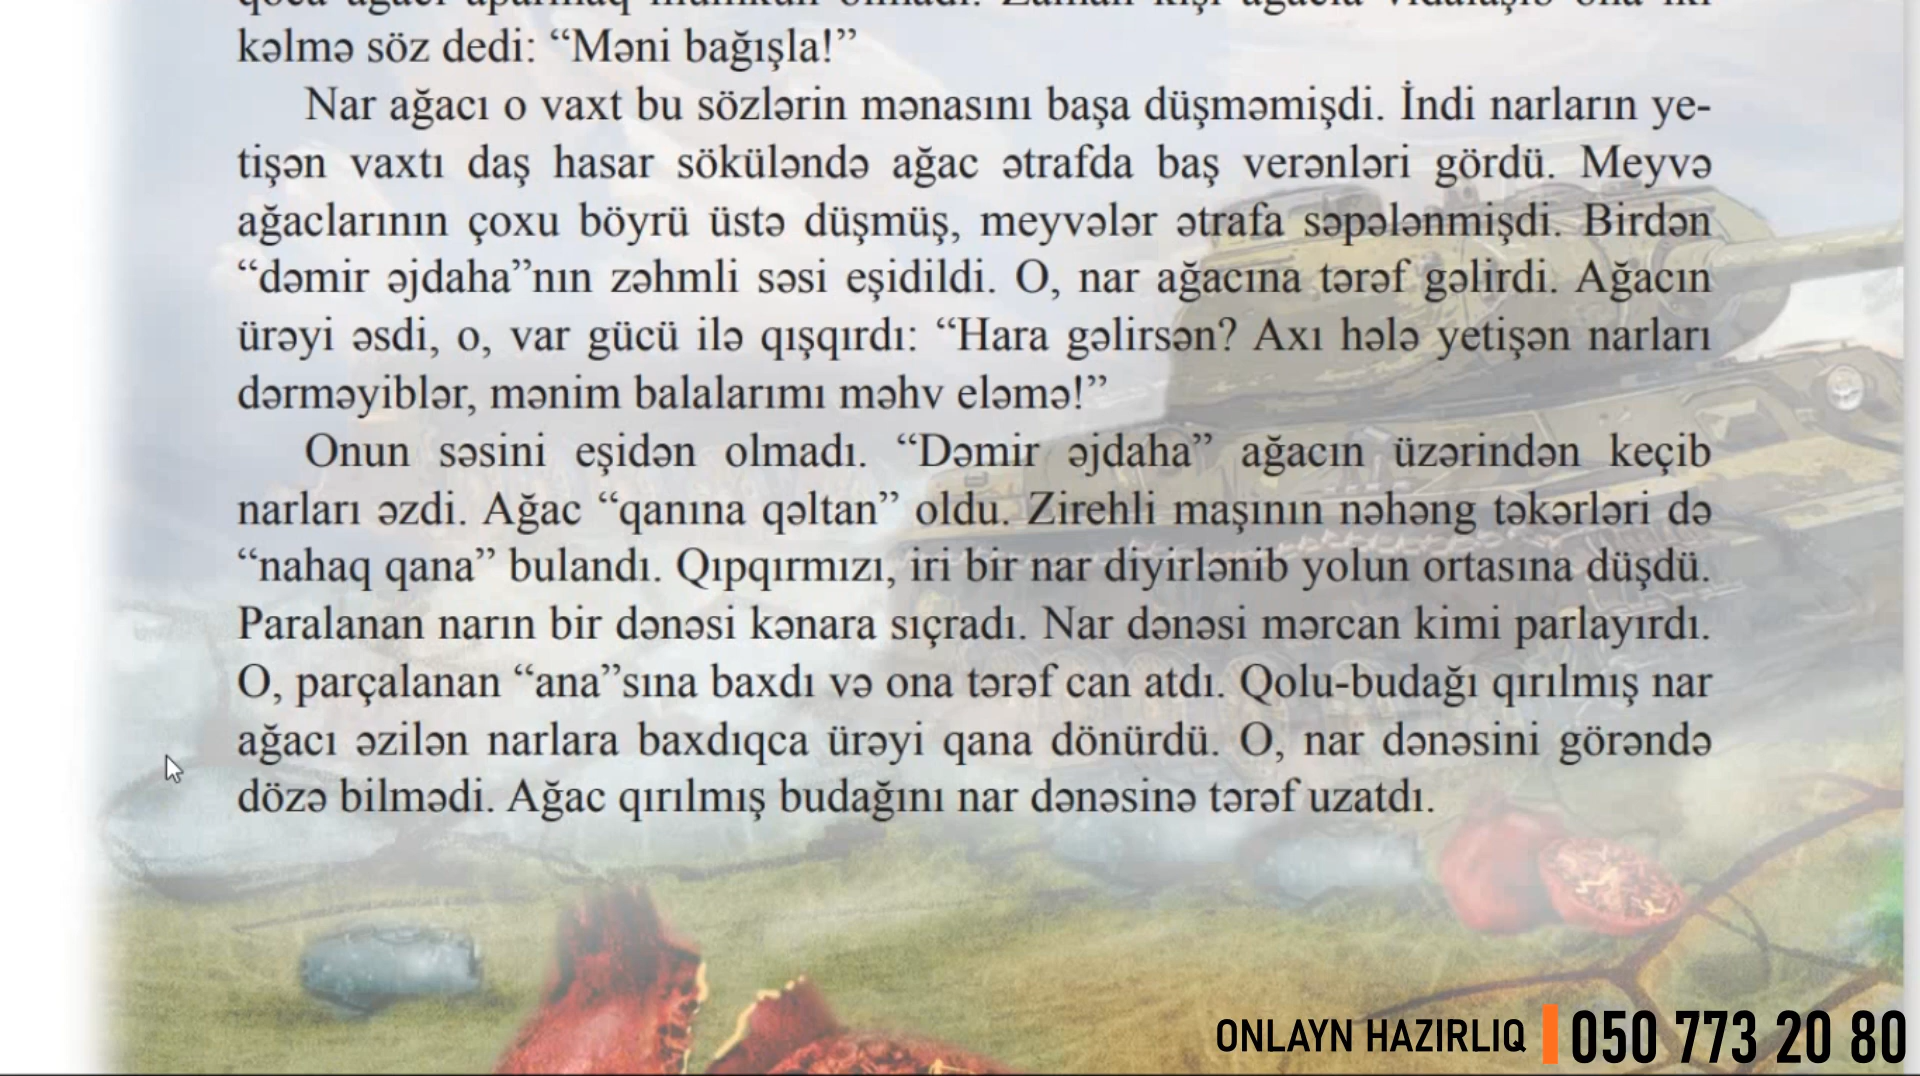 kəlmə söz dedi: “Məni bağışla!”
Nar ağacı o vaxt bu sözlərin mənasını başa düşməmişdi. İndi narların ye-
tişən vaxtı daş hasar söküləndə ağac ətrafda baş verənləri gördü. Meyvə
ağaclarının çoxu böyrü üstə düşmüş, meyvələr ətrafa səpələnmişdi. Birdən
“dəmir əjdaha”nın zəhmli səsi eşidildi. O, nar ağacına tərəf gəlirdi. Ağacın
ürəyi əsdi, o, var gücü ilə qışqırdı: “Hara gəlirsən? Axı hələ yetişən narları
dərməyiblər, mənim balalarımı məhv eləmə!”
Onun səsini eşidən olmadı. “Dəmir əjdaha” ağacın üzərindən keçib
narları əzdi. Ağac “qanına qəltan” oldu. Zirehli maşının nəhəng təkərləri də
“nahaq qana” bulandı. Qıpqırmızı, iri bir nar diyirlənib yolun ortasına düşdü.
Paralanan narın bir dənəsi kənara sıçradı. Nar dənəsi mərcan kimi parlayırdı.
O, parçalanan “ana”sına baxdı və ona tərəf can atdı. Qolu-budağı qırılmış nar
ağacı əzilən narlara baxdıqca ürəyi qana dönürdü. O, nar dənəsini görəndə
dözə bilmədi. Ağac qırılmış budağını nar dənəsinə tərəf uzatdı.
ONLAYN HAZIRLIQ 050 773 20 80